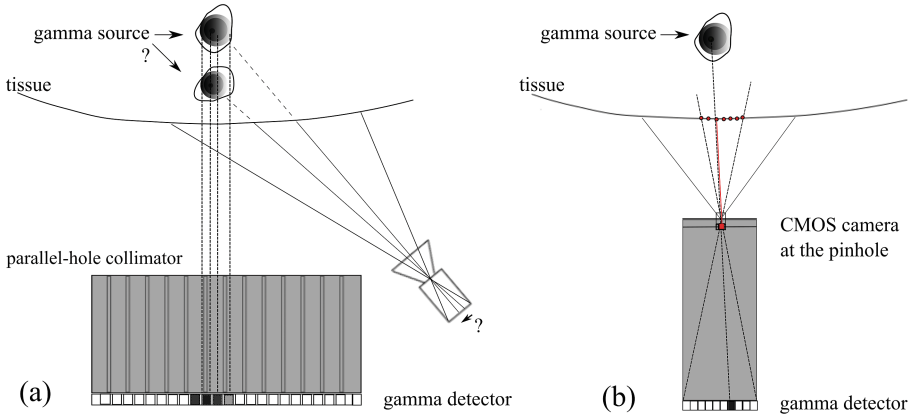 gamma source
?
tissue
parallel-hole collimator
?
(a)
gamma detector
gamma source
tissue
CMOS camera
at the pinhole
(b)
gamma detector